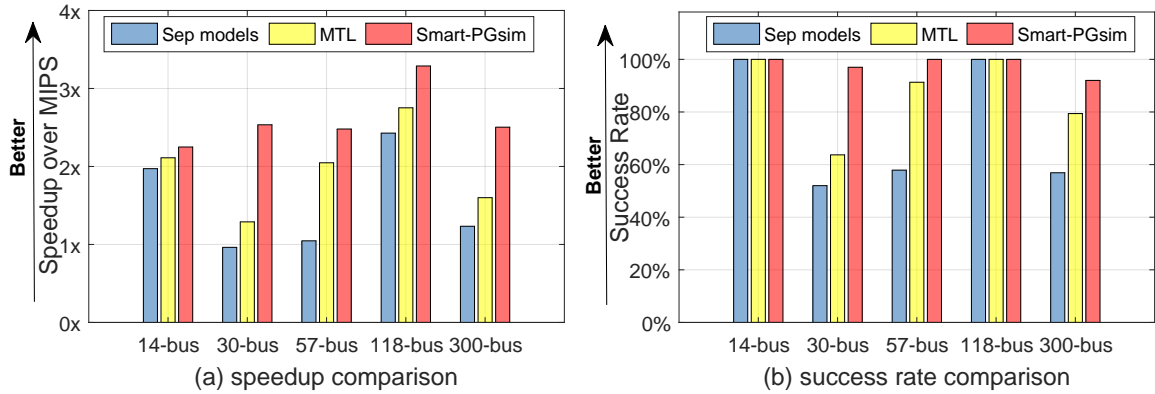 4x
3x
2x
1x
0x
Better
Speedup over MIPS
Sep models MTL Smart-PGsim
14-bus 30-bus 57-bus 118-bus 300-bus
(a) speedup comparison
100%
80%
60%
40%
20%
0%
Better
Success Rate
Sep models MTL Smart-PGsim
14-bus 30-bus 57-bus 118-bus 300-bus
(b) success rate comparison